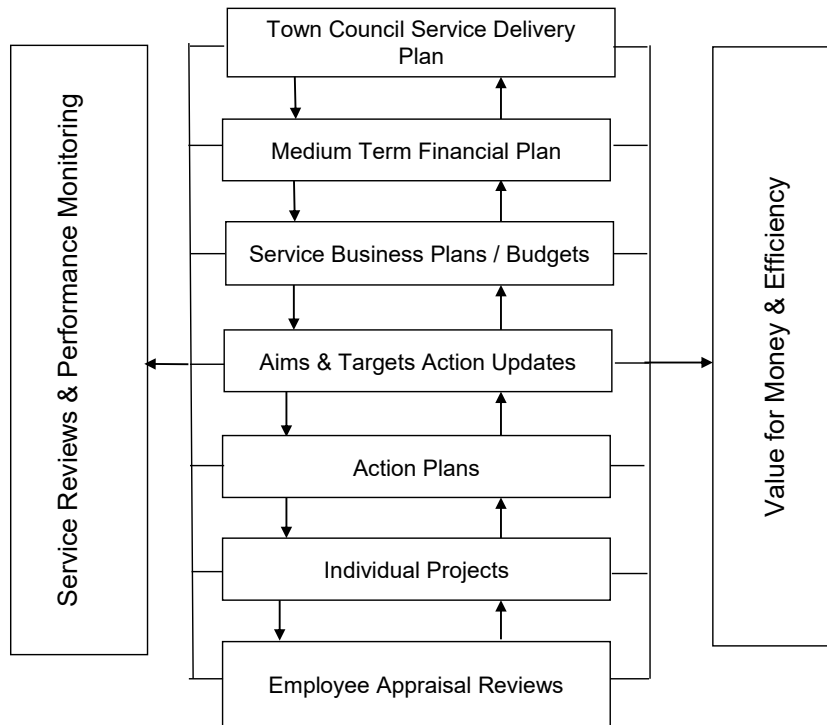 Town Council Service Delivery
Plan
Medium Term Financial Plan
Service Business Plans / Budgets
Aims & Targets Action Updates
Action Plans
Individual Projects
Employee Appraisal Reviews
Service Reviews & Performance Monitoring
Value for Money & Efficiency